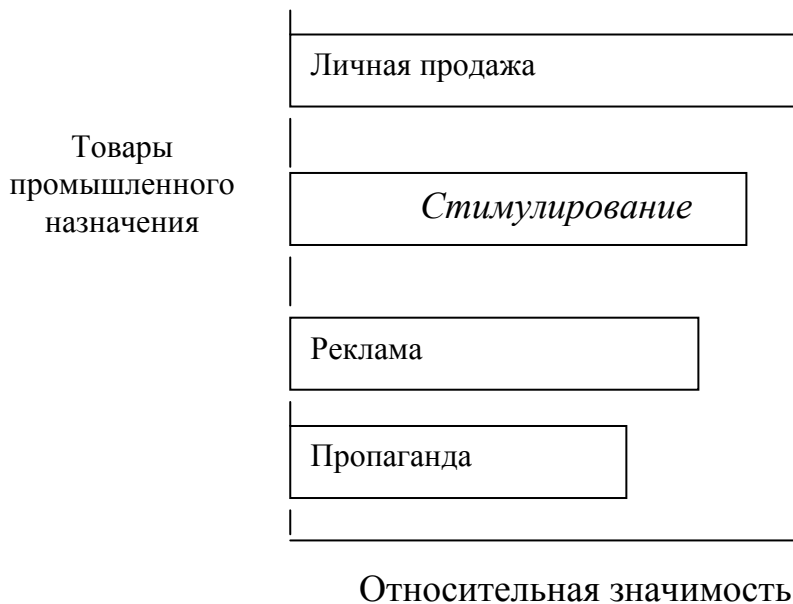 Личная продажа
Товары
промышленного
назначения
Стимулирование
Реклама
Пропаганда
Относительная значимость